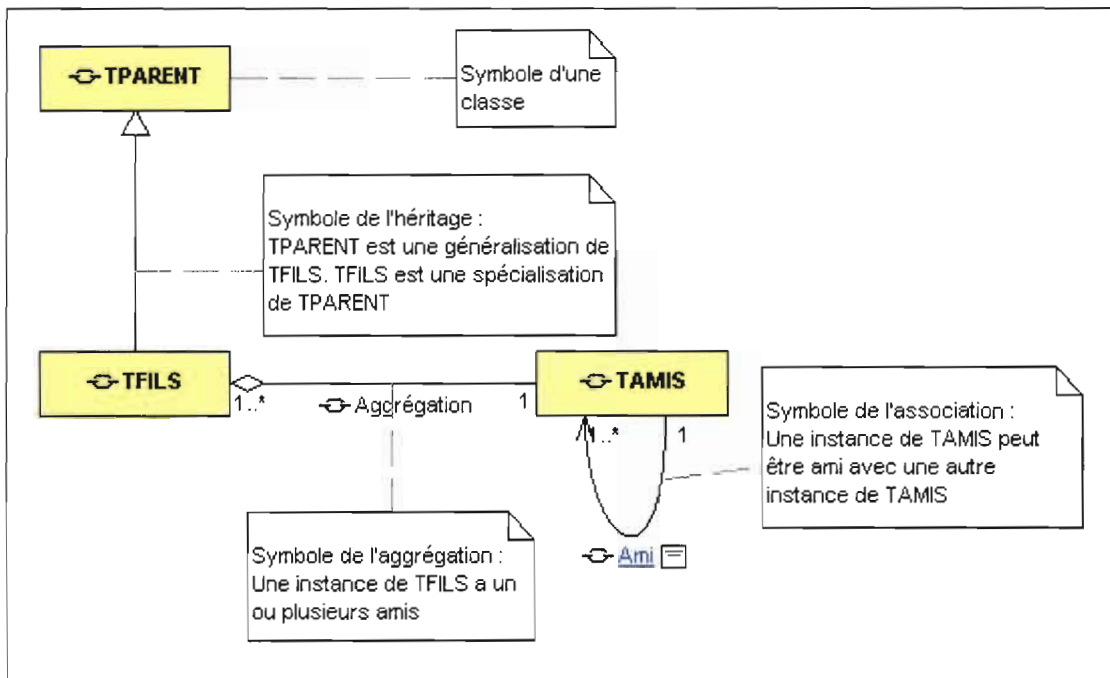 TPARENT
Symbole d'une
classe
Symbole de l'héritage :
TPARENT est une généralisation de
TFILS. TFILS est une spécialisation
de TPARENT
TFILS
TAMIS
1..*
Aggrégation
1
1..*
1
Symbole de l'association :
Une instance de TAMIS peut
être ami avec une autre
instance de TAMIS
Symbole de l'aggrégation :
Une instance de TFILS a un
ou plusieurs amis
Ami